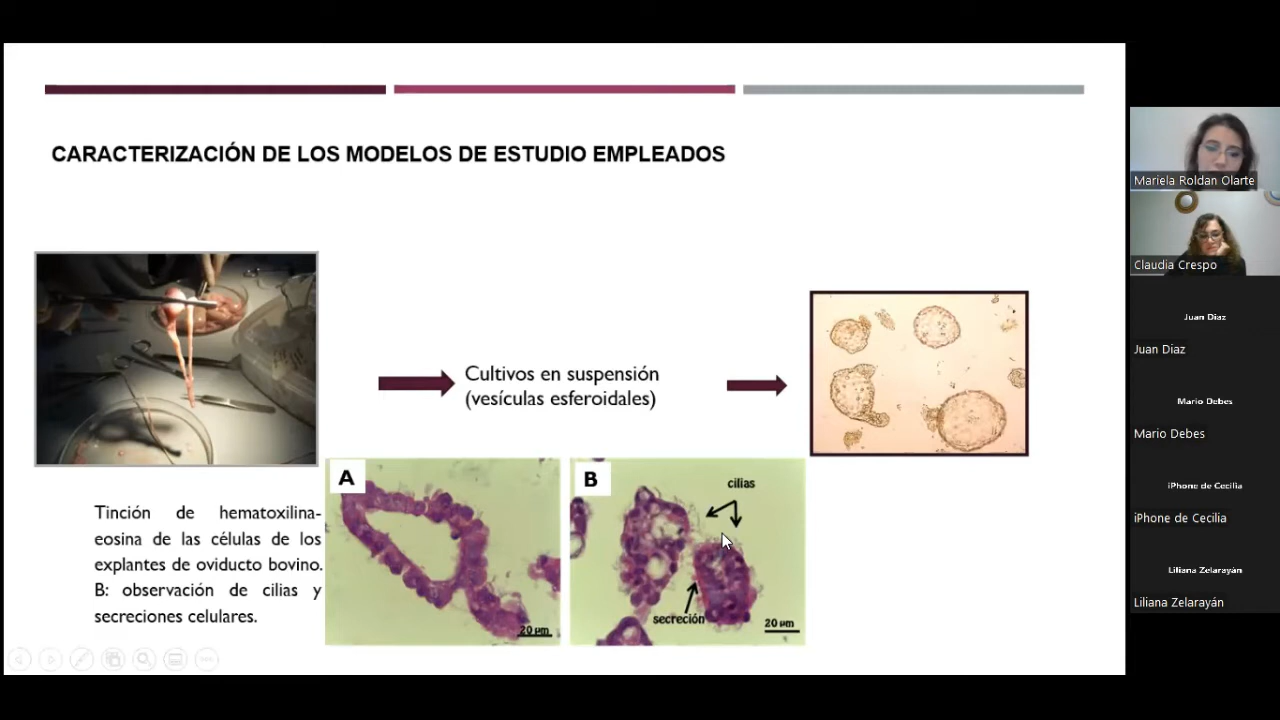 CARACTERIZACIÓN DE LOS MODELOS DE ESTUDIO EMPLEADOS
Cultivos en suspensión
(vesículas esferoidales)
A
B
cilias
secreción
20 µm
20 µm
Tinción de hematoxilina-
eosina de las células de los
explantes de oviducto bovino.
B: observación de cilias y
secreciones celulares.
Mariela Roldan Olarte
Claudia Crespo
Juan Diaz
Juan Diaz
Mario Debes
Mario Debes
iPhone de Cecilia
iPhone de Cecilia
Liliana Zelarayán
Liliana Zelarayán